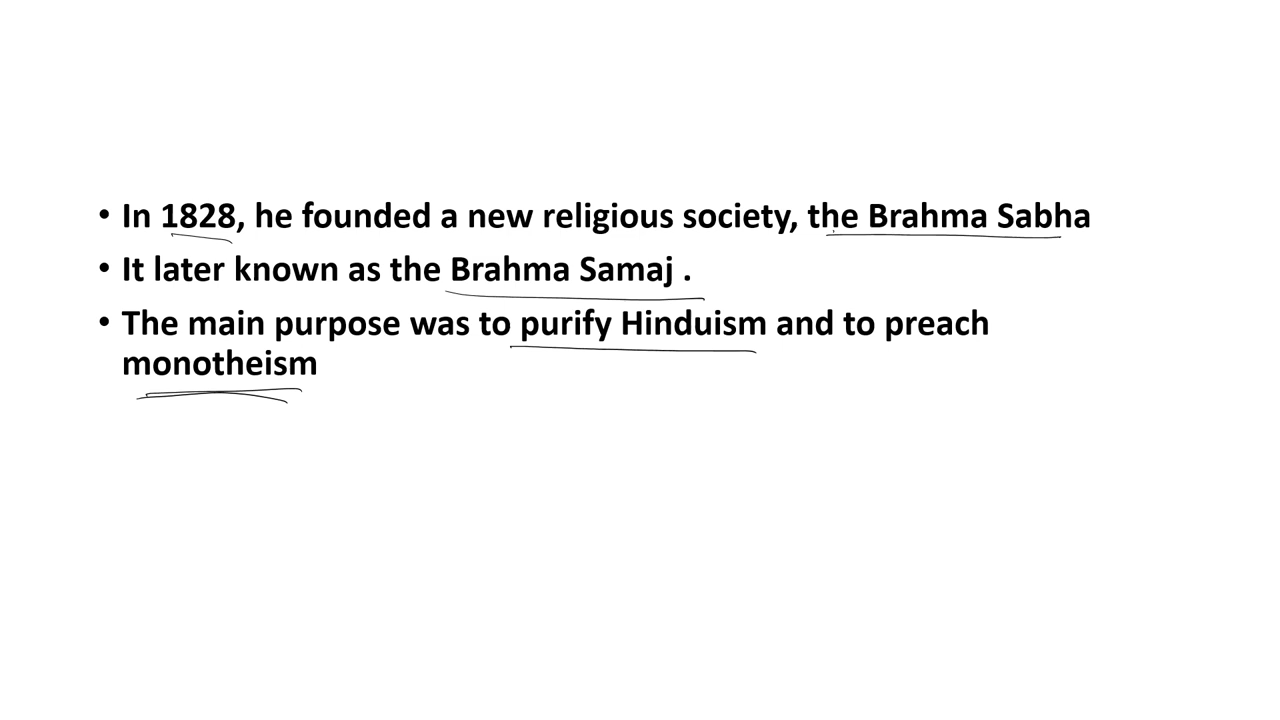 • In 1828, he founded a new religious society, the Brahma Sabha
• It later known as the Brahma Samaj .
• The main purpose was to purify Hinduism and to preach
monotheism